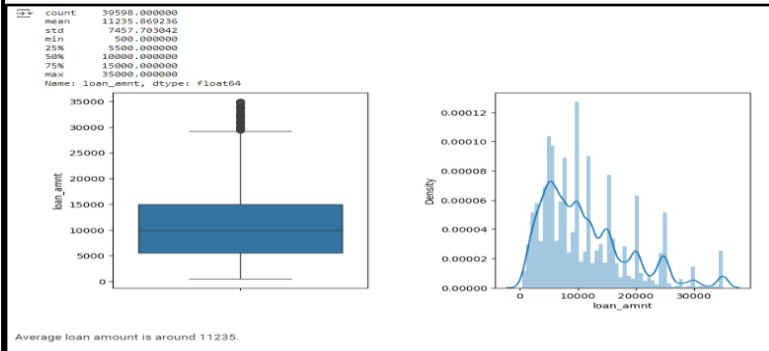 count 39598.000000
mean 11235.869236
std 7457.703042
min 500.000000
25% 5500.000000
50% 10000.000000
75% 15000.000000
max 35000.000000
Name: loan_amnt, dtype: float64
35000
30000
25000
20000
15000
10000
5000
0
loan_amnt
0.00012
0.00010
0.00008
0.00006
0.00004
0.00002
0.00000
Density
0 10000 20000 30000
loan_amnt
Average loan amount is around 11235.